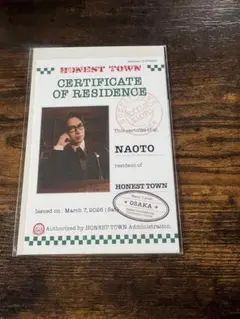 HONEST TOWN
CERTIFICATE
OF RESIDENCE
This certifies that
NAOTO
resident of
HONEST TOWN
Issued on : March 7, 2026 | Sat
OSAKA
Authorized by HONEST TOWN Administration